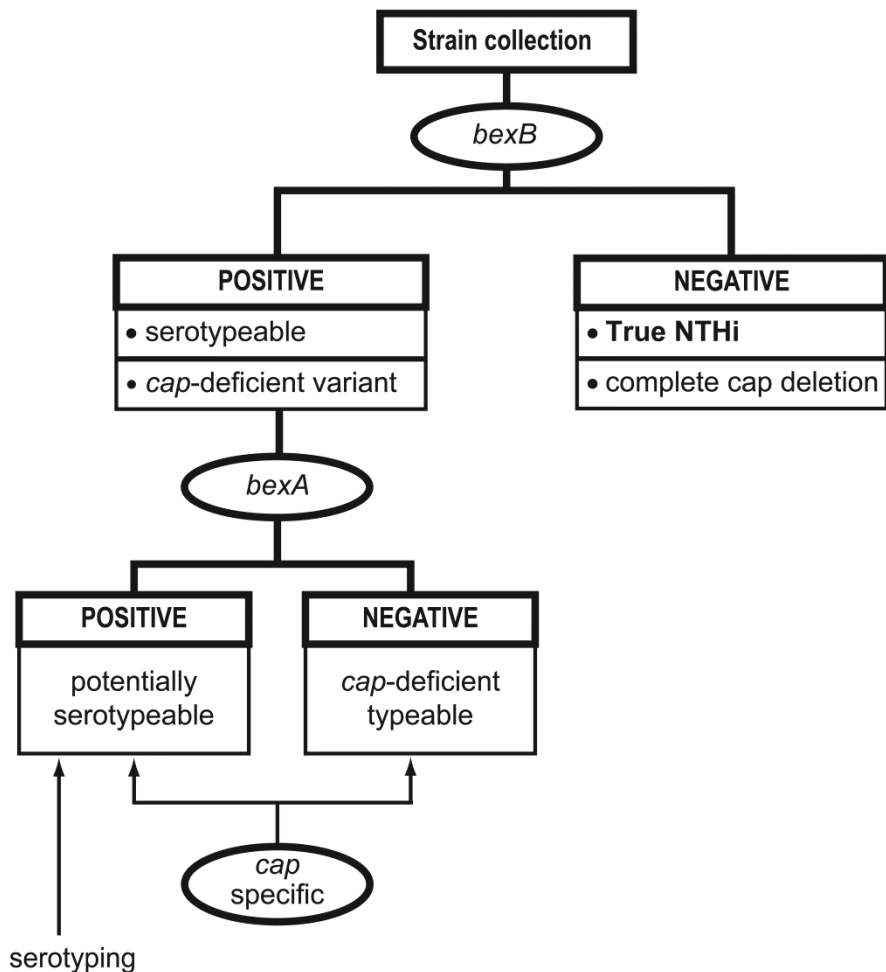 Strain collection
bexB
POSITIVE
• serotypeable
• cap-deficient variant
NEGATIVE
• True NTHi
• complete cap deletion
bexA
POSITIVE
potentially
serotypeable
NEGATIVE
cap-deficient
typeable
cap
specific
serotyping